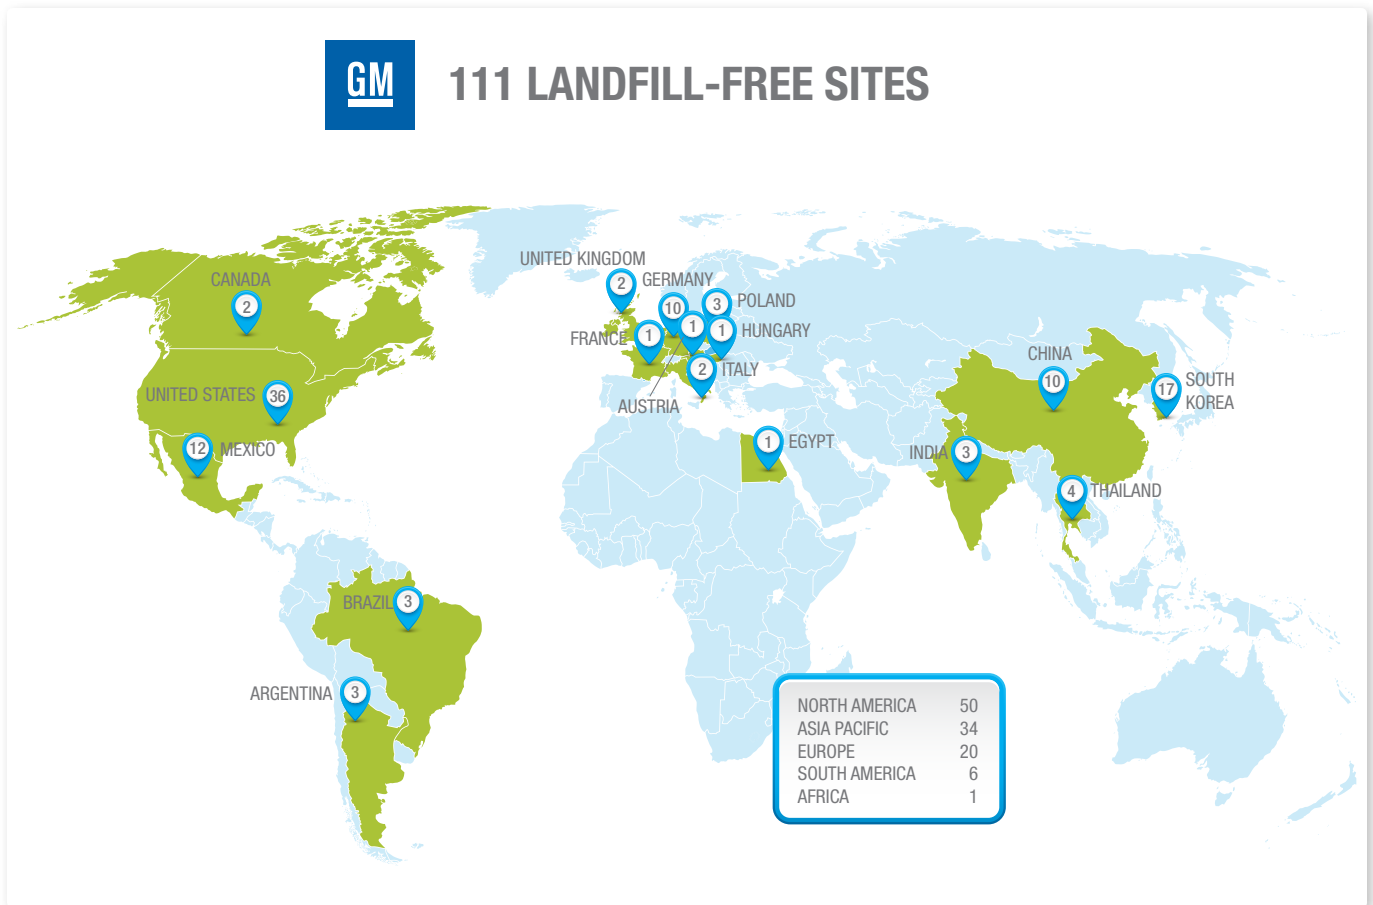 GM
111 LANDFILL-FREE SITES
CANADA
2
UNITED STATES
36
12
MEXICO
BRAZIL
3
ARGENTINA
3
UNITED KINGDOM
2
GERMANY
10
3
POLAND
FRANCE
1
1
1
HUNGARY
2
ITALY
AUSTRIA
1
EGYPT
CHINA
10
17
SOUTH
KOREA
INDIA
3
4
THAILAND
NORTH AMERICA 50
ASIA PACIFIC 34
EUROPE 20
SOUTH AMERICA 6
AFRICA 1